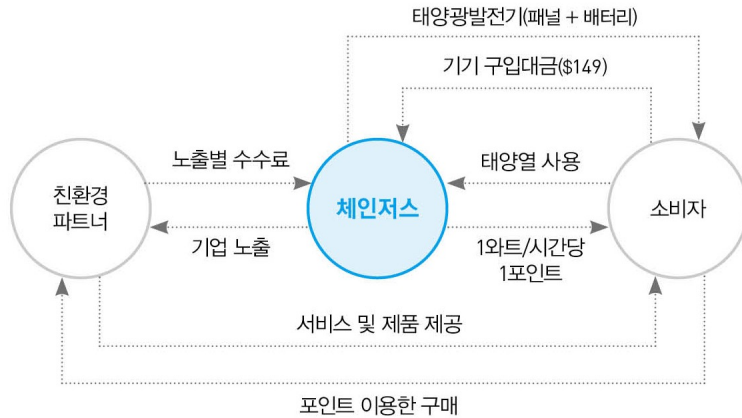 태양광발전기(패널 + 배터리)
기기 구입대금($149)
노출별 수수료
태양열 사용
친환경
파트너
체인저스
소비자
기업 노출
1와트/시간당
1포인트
서비스 및 제품 제공
포인트 이용한 구매